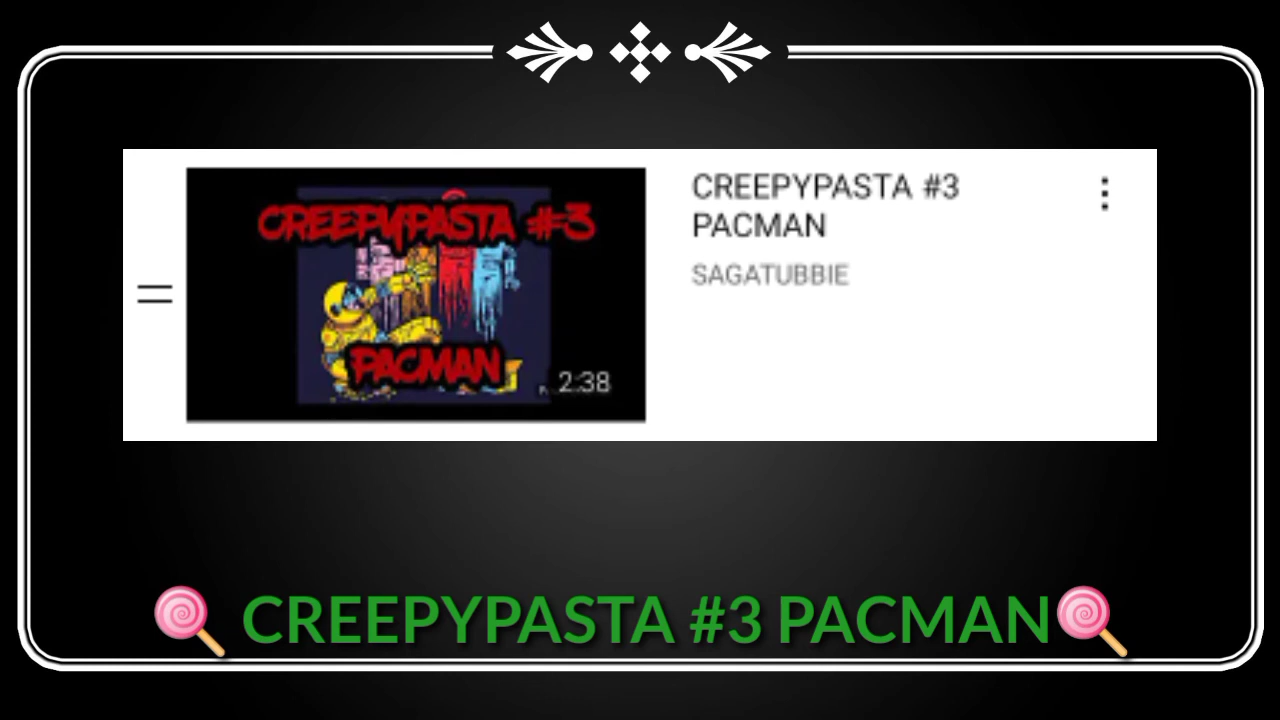 CREEPYPASTA #3
PACMAN
2:38
CREEPYPASTA #3
PACMAN
SAGATUBBIE
CREEPYPASTA #3 PACMAN